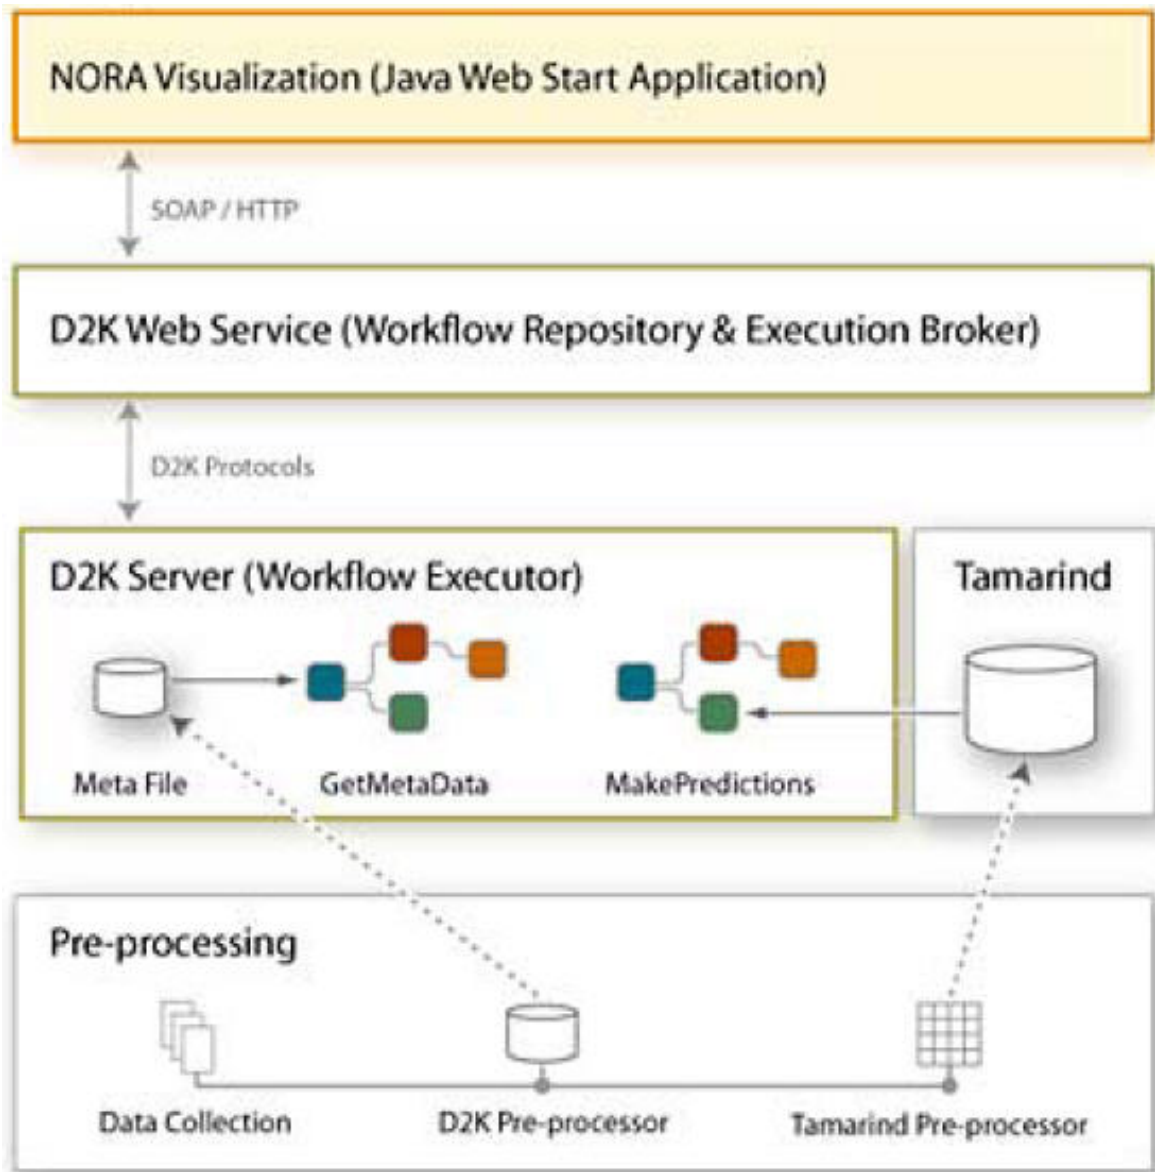 NORA Visualization (Java Web Start Application)
SOAP / HTTP
D2K Web Service (Workflow Repository & Execution Broker)
D2K Protocols
D2K Server (Workflow Executor)
Tamarind
Meta File
GetMetaData
MakePredictions
Pre-processing
Data Collection
D2K Pre-processor
Tamarind Pre-processor